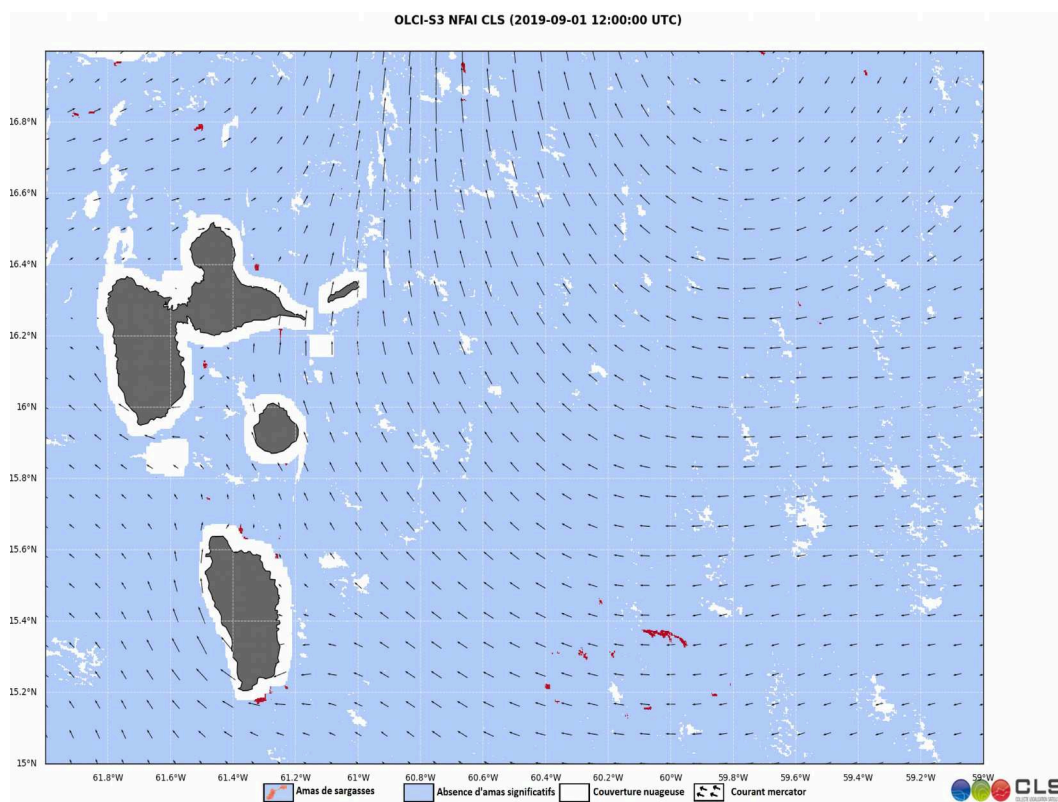 OLCI-S3 NFAI CLS (2019-09-01 12:00:00 UTC)
16.8°N
16.6°N
16.4°N
16.2°N
16°N
15.8°N
15.6°N
15.4°N
15.2°N
15°N
61.8°W 61.6°W 61.4°W 61.2°W 61°W 60.8°W 60.6°W 60.4°W 60.2°W 60°W 59.8°W 59.6°W 59.4°W 59.2°W 59°W
Amas de sargasses Absence d'amas significatifs Couverture nuageuse Courant mercator
CLS